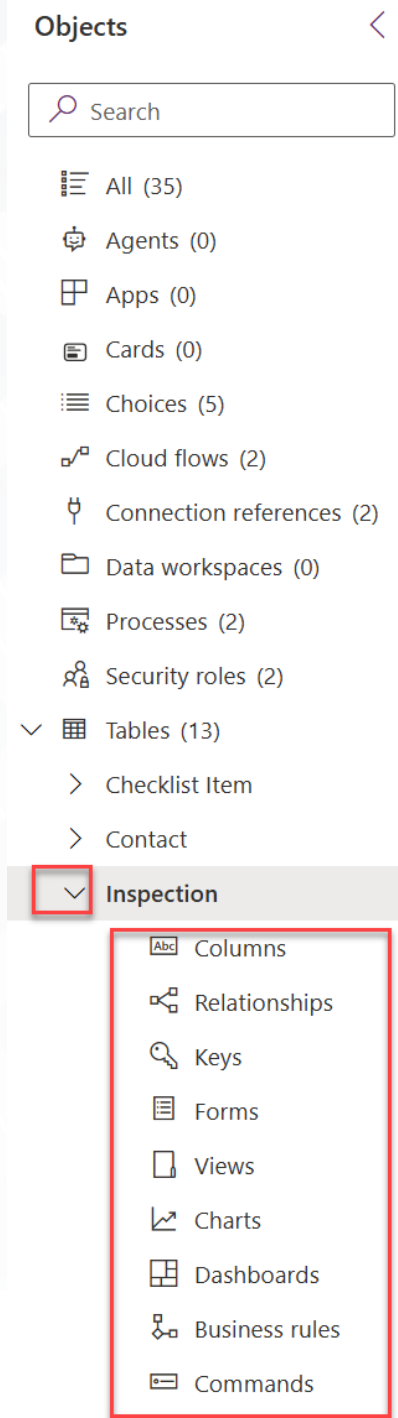 Objects
Search
All (35)
Agents (0)
Apps (0)
Cards (0)
Choices (5)
Cloud flows (2)
Connection references (2)
Data workspaces (0)
Processes (2)
Security roles (2)
Tables (13)
Checklist Item
Contact
Inspection
Abc Columns
Relationships
Keys
Forms
Views
Charts
Dashboards
Business rules
Commands